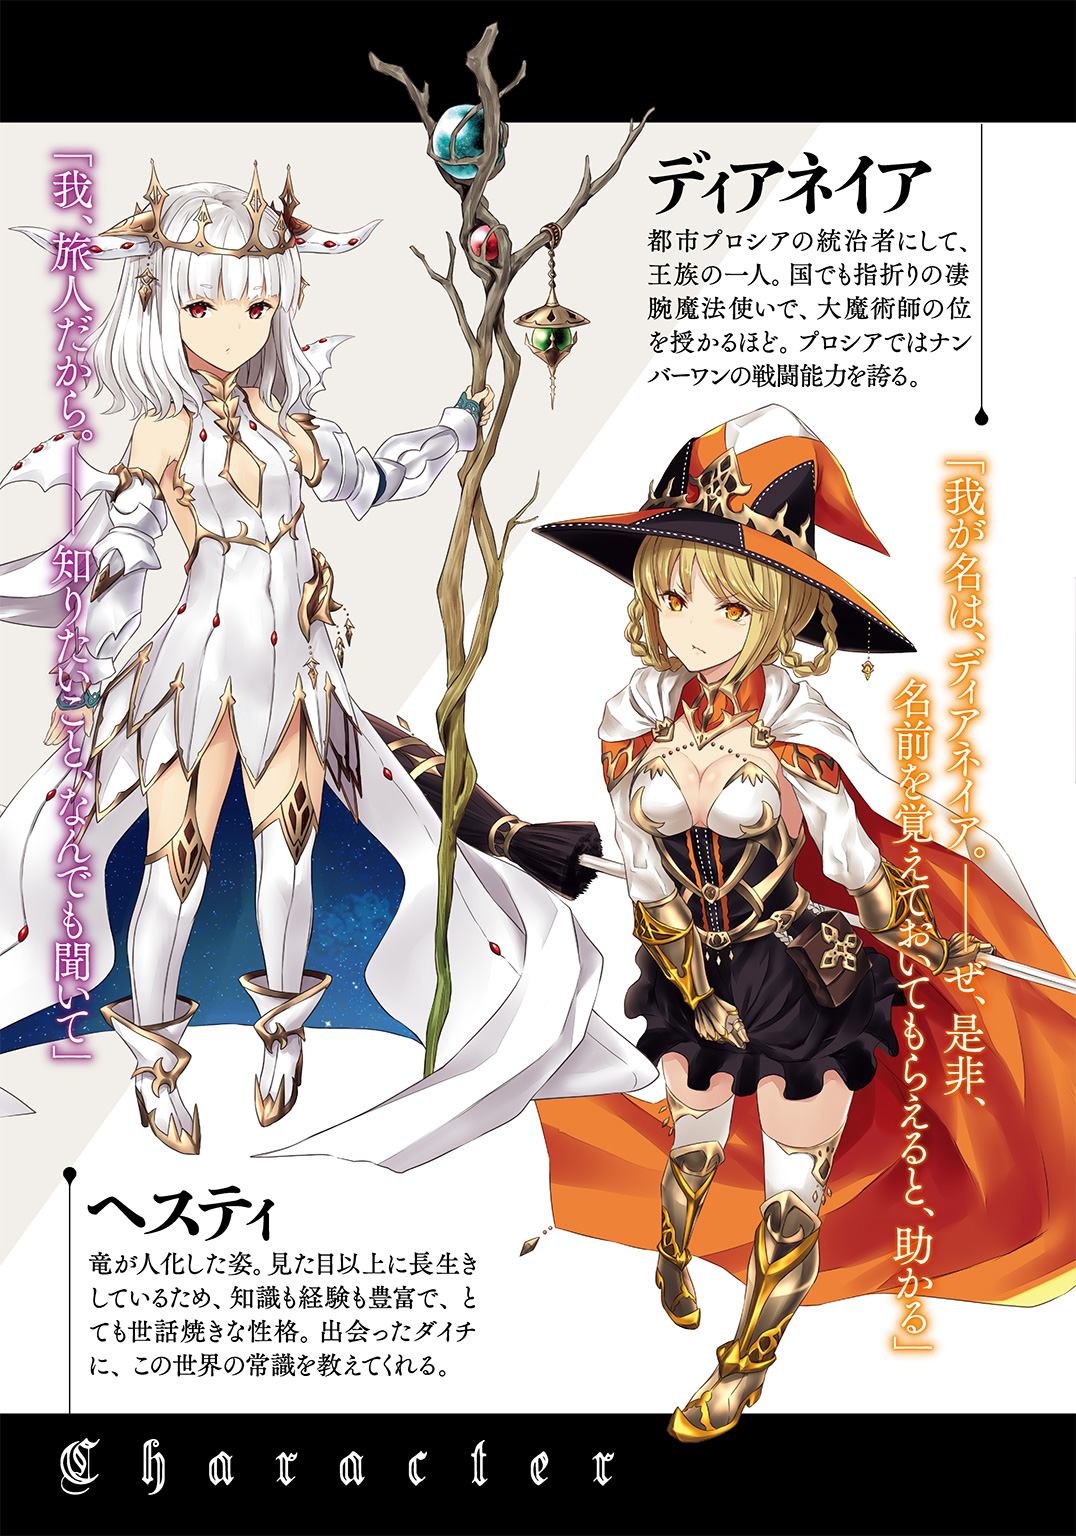 ディアネイア
都市プロシアの統治者にして、
王族の一人。国でも指折りの凄
腕魔法使いで、大魔術師の位
を授かるほど。プロシアではナン
バーワンの戦闘能力を誇る。
「我が名は、ディアネイア。――ぜ、是非、
名前を覚えておいてもらえると、助かる」
「我、旅人だから。――知りたいこと、なんでも聞いて」
ヘスティ
竜が人化した姿。見た目以上に長生き
しているため、知識も経験も豊富で、と
ても世話焼きな性格。出会ったダイチ
に、この世界の常識を教えてくれる。
Character